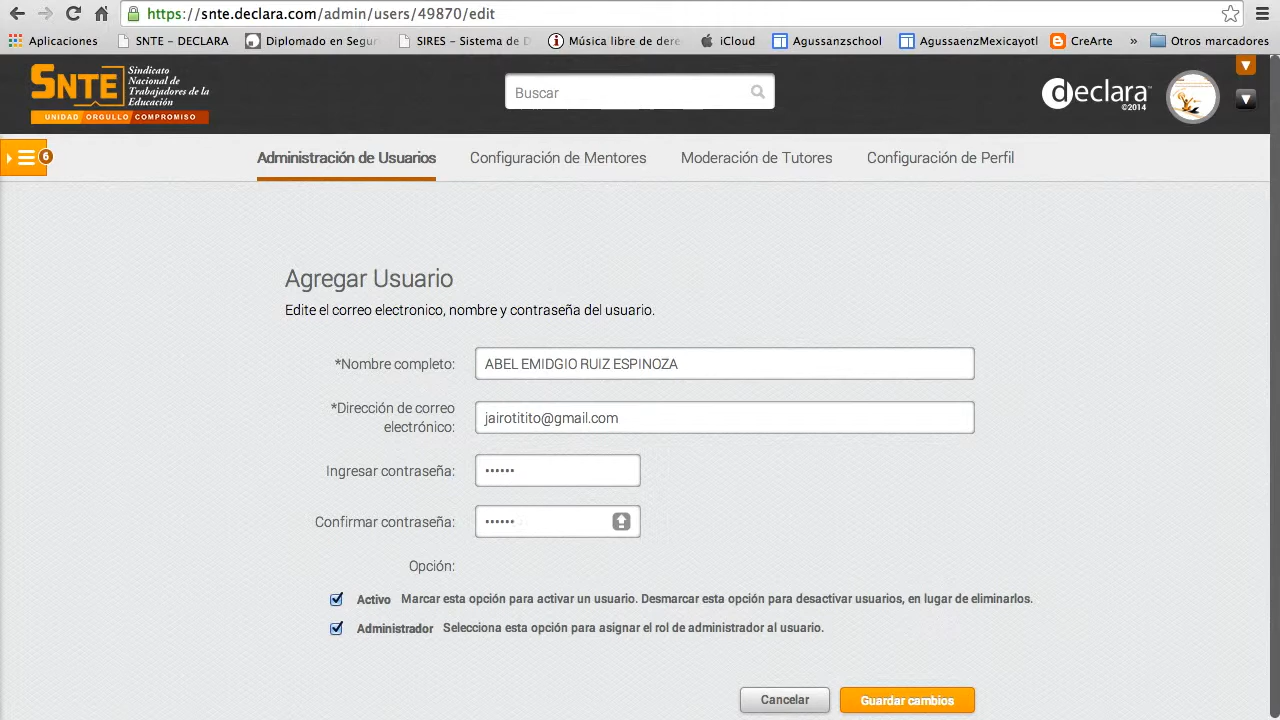 https://snte.declara.com/admin/users/49870/edit
Aplicaciones SNTE – DECLARA Diplomado en Segur SIRES – Sistema de D Música libre de dere iCloud Agussanzschool AgussaenzMexicayotl CreArte » Otros marcadores
SNTE Sindicato
Nacional de
Trabajadores de la
Educación
UNIDAD ORGULLO COMPROMISO
Buscar
declara™
©2014
6
Administración de Usuarios Configuración de Mentores Moderación de Tutores Configuración de Perfil
Agregar Usuario
Edite el correo electronico, nombre y contraseña del usuario.
*Nombre completo: ABEL EMIDGIO RUIZ ESPINOZA
*Dirección de correo
electrónico: jairotitito@gmail.com
Ingresar contraseña: ••••••
Confirmar contraseña: ••••••
Opción:
Activo Marcar esta opción para activar un usuario. Desmarcar esta opción para desactivar usuarios, en lugar de eliminarlos.
Administrador Selecciona esta opción para asignar el rol de administrador al usuario.
Cancelar Guardar cambios